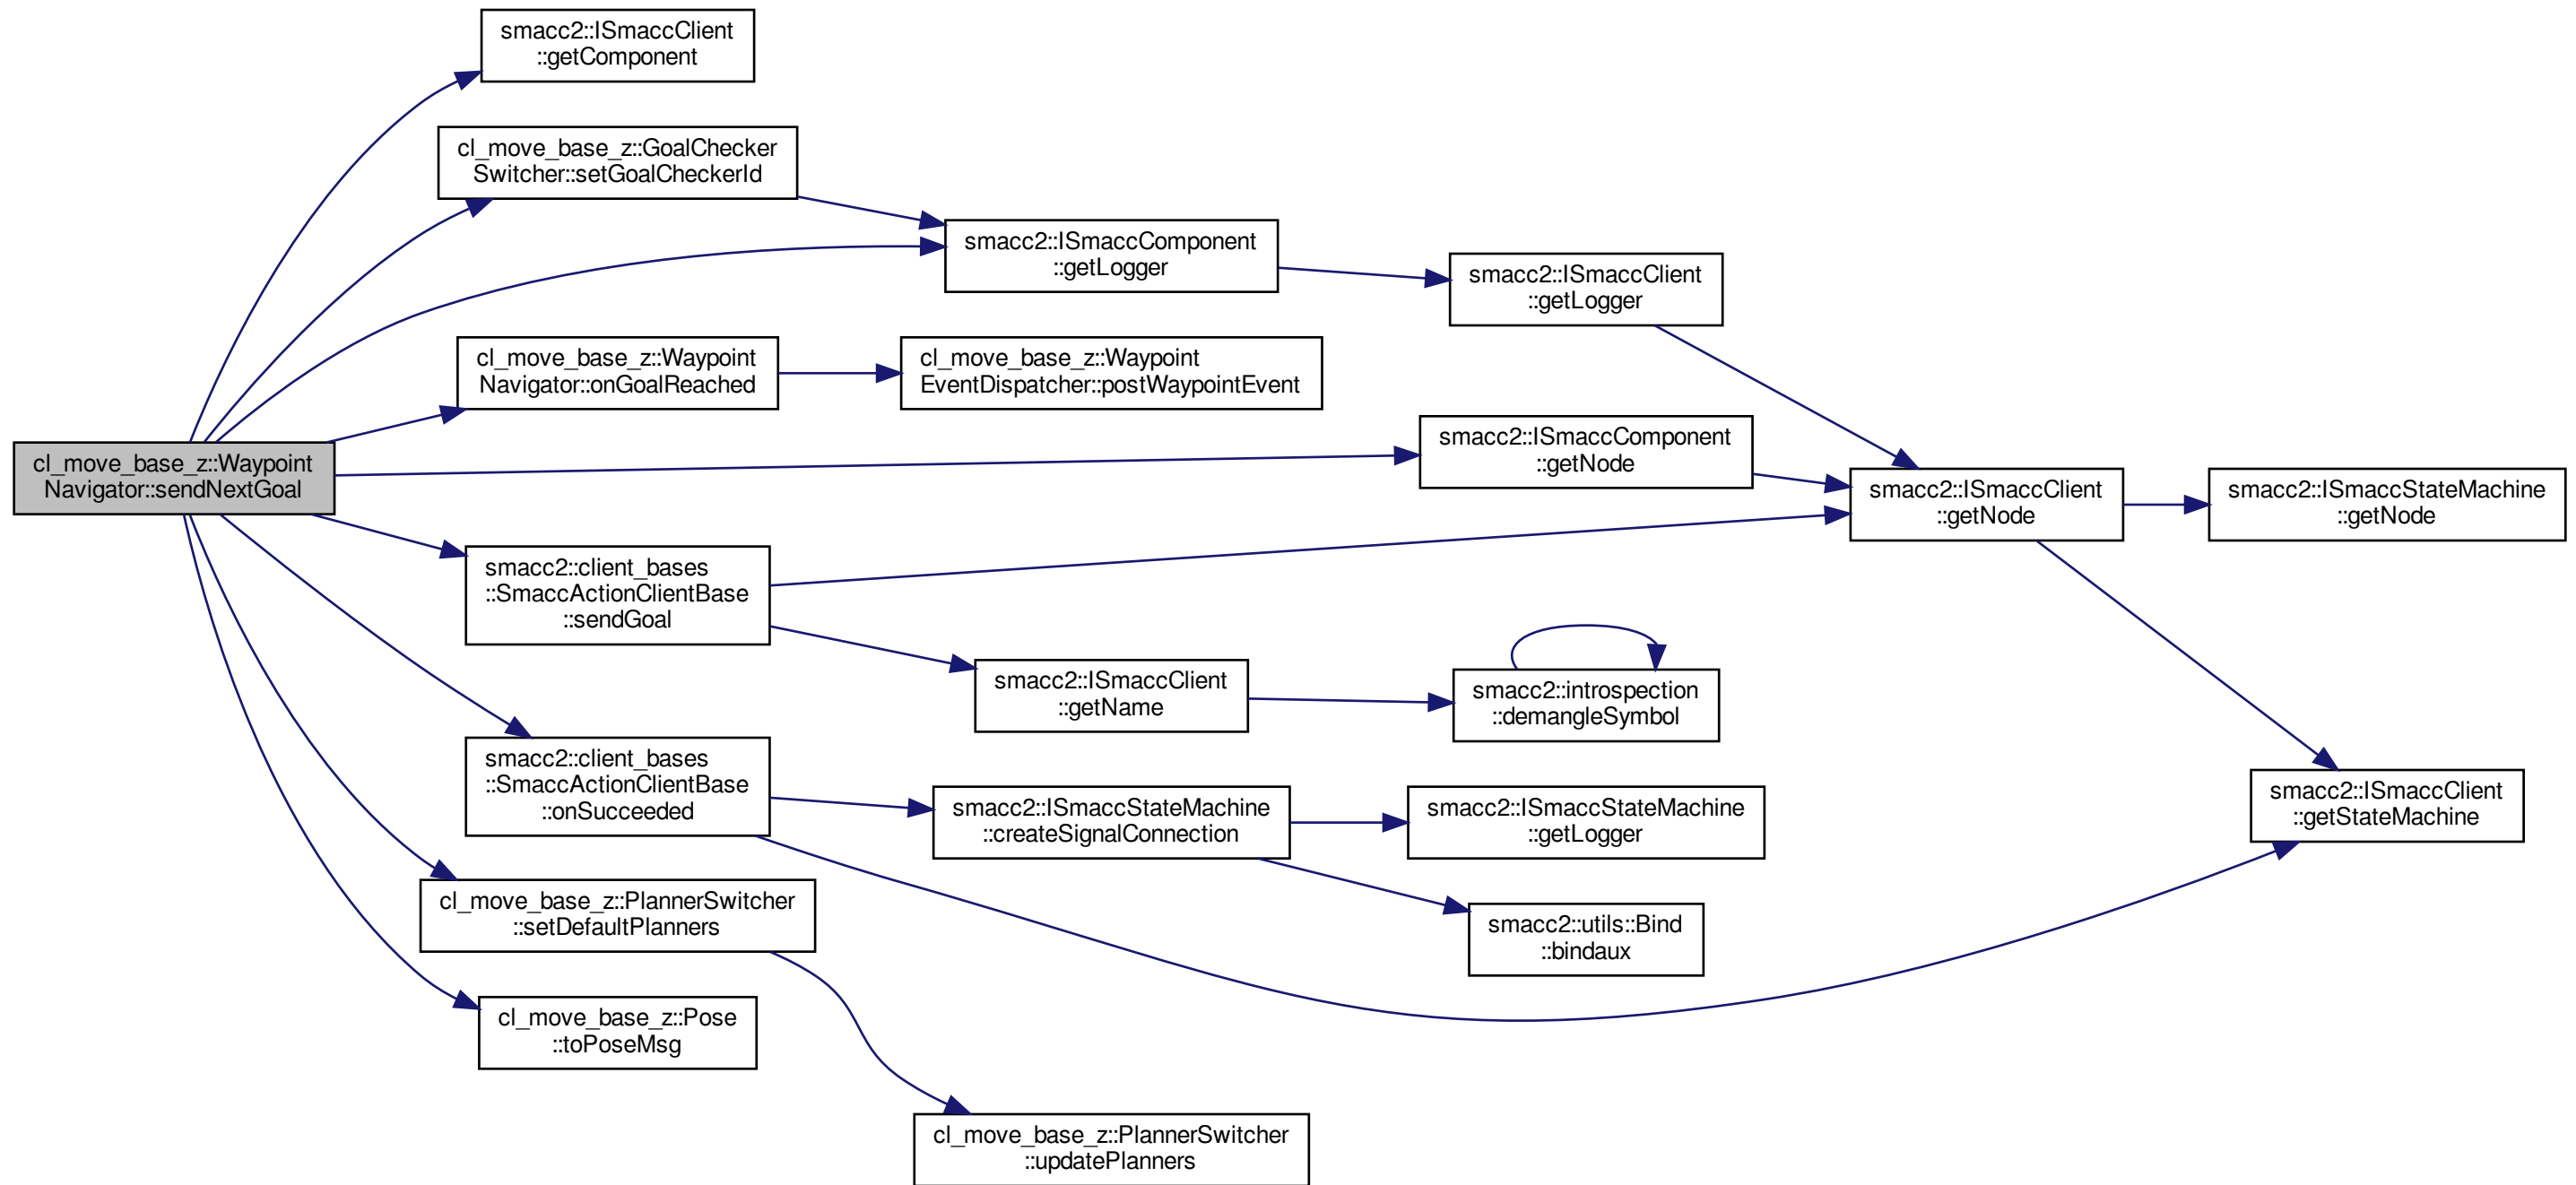 smacc2::ISmaccClient
::getComponent
cl_move_base_z::GoalChecker
Switcher::setGoalCheckerId
smacc2::ISmaccComponent
::getLogger
smacc2::ISmaccClient
::getLogger
cl_move_base_z::Waypoint
Navigator::onGoalReached
cl_move_base_z::Waypoint
EventDispatcher::postWaypointEvent
smacc2::ISmaccComponent
::getNode
cl_move_base_z::Waypoint
Navigator::sendNextGoal
smacc2::ISmaccClient
::getNode
smacc2::ISmaccStateMachine
::getNode
smacc2::client_bases
::SmaccActionClientBase
::sendGoal
smacc2::ISmaccClient
::getName
smacc2::introspection
::demangleSymbol
smacc2::client_bases
::SmaccActionClientBase
::onSucceeded
smacc2::ISmaccStateMachine
::createSignalConnection
smacc2::ISmaccStateMachine
::getLogger
smacc2::ISmaccClient
::getStateMachine
cl_move_base_z::PlannerSwitcher
::setDefaultPlanners
smacc2::utils::Bind
::bindaux
cl_move_base_z::Pose
::toPoseMsg
cl_move_base_z::PlannerSwitcher
::updatePlanners